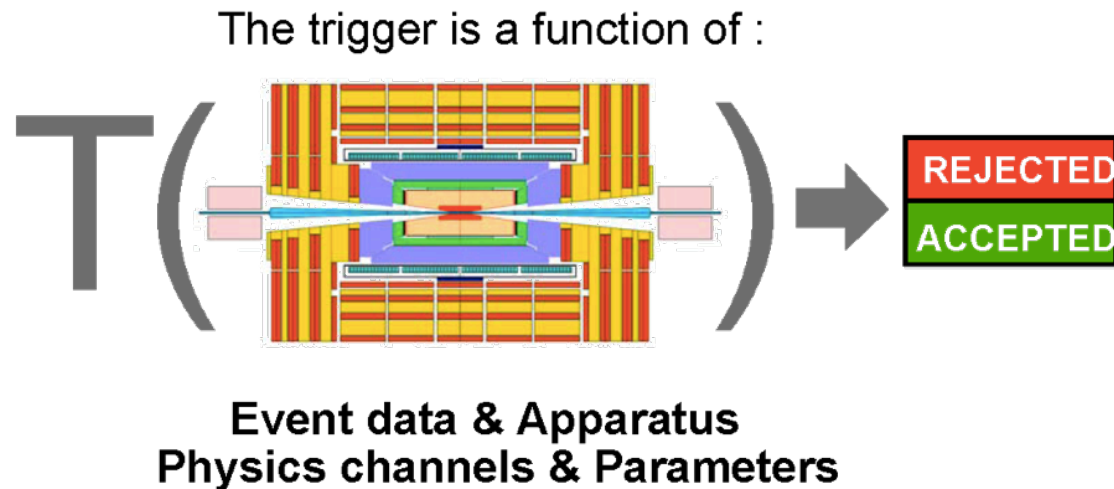 The trigger is a function of :
T( )
REJECTED
ACCEPTED
Event data & Apparatus
Physics channels & Parameters